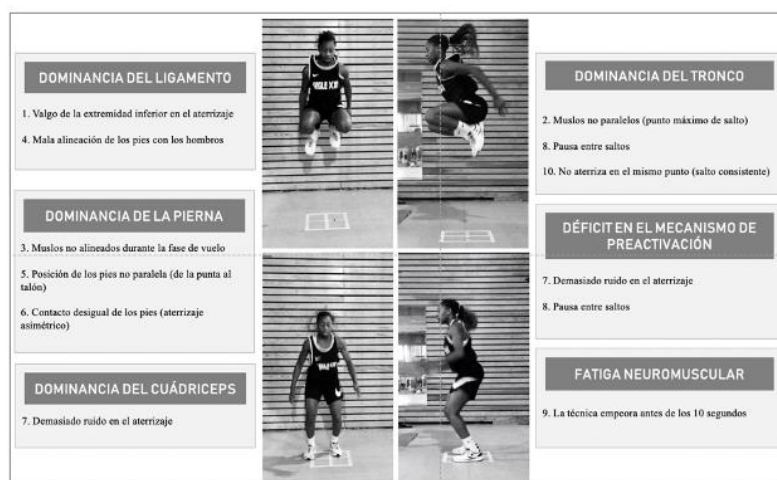 DOMINANCIA DEL LIGAMENTO
1. Valgo de la extremidad inferior en el aterrizaje
4. Mala alineación de los pies con los hombros
DOMINANCIA DE LA PIERNA
3. Muslos no alineados durante la fase de vuelo
5. Posición de los pies no paralela (de la punta al
talón)
6. Contacto desigual de los pies (aterrizaje
asimétrico)
DOMINANCIA DEL CUÁDRICEPS
7. Demasiado ruido en el aterrizaje
DOMINANCIA DEL TRONCO
2. Muslos no paralelos (punto máximo de salto)
8. Pausa entre saltos
10. No aterriza en el mismo punto (salto consistente)
DÉFICIT EN EL MECANISMO DE
PREACTIVACIÓN
7. Demasiado ruido en el aterrizaje
8. Pausa entre saltos
FATIGA NEUROMUSCULAR
9. La técnica empeora antes de los 10 segundos